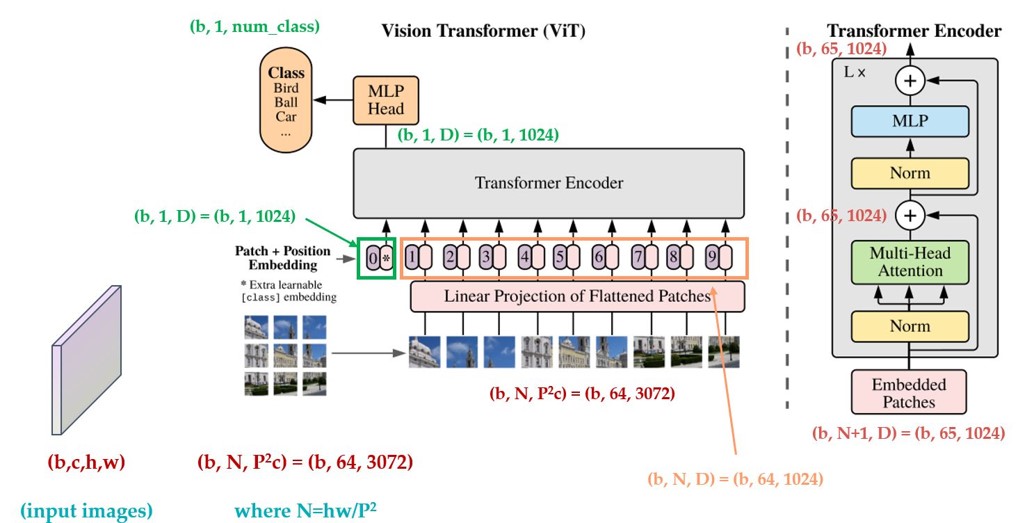 (b, 1, num_class)
Vision Transformer (ViT)
Class
Bird
Ball
Car
...
MLP
Head
(b, 1, D) = (b, 1, 1024)
Transformer Encoder
(b, 1, D) = (b, 1, 1024)
Patch + Position
Embedding
* Extra learnable
[class] embedding
0 * 1 2 3 4 5 6 7 8 9
Linear Projection of Flattened Patches
(b, N, P²c) = (b, 64, 3072)
(b,c,h,w)
(b, N, P²c) = (b, 64, 3072)
(b, N, D) = (b, 64, 1024)
(input images)
where N=hw/P²
Transformer Encoder
(b, 65, 1024)
L ×
+
MLP
Norm
(b, 65, 1024)
+
Multi-Head
Attention
Norm
Embedded
Patches
(b, N+1, D) = (b, 65, 1024)